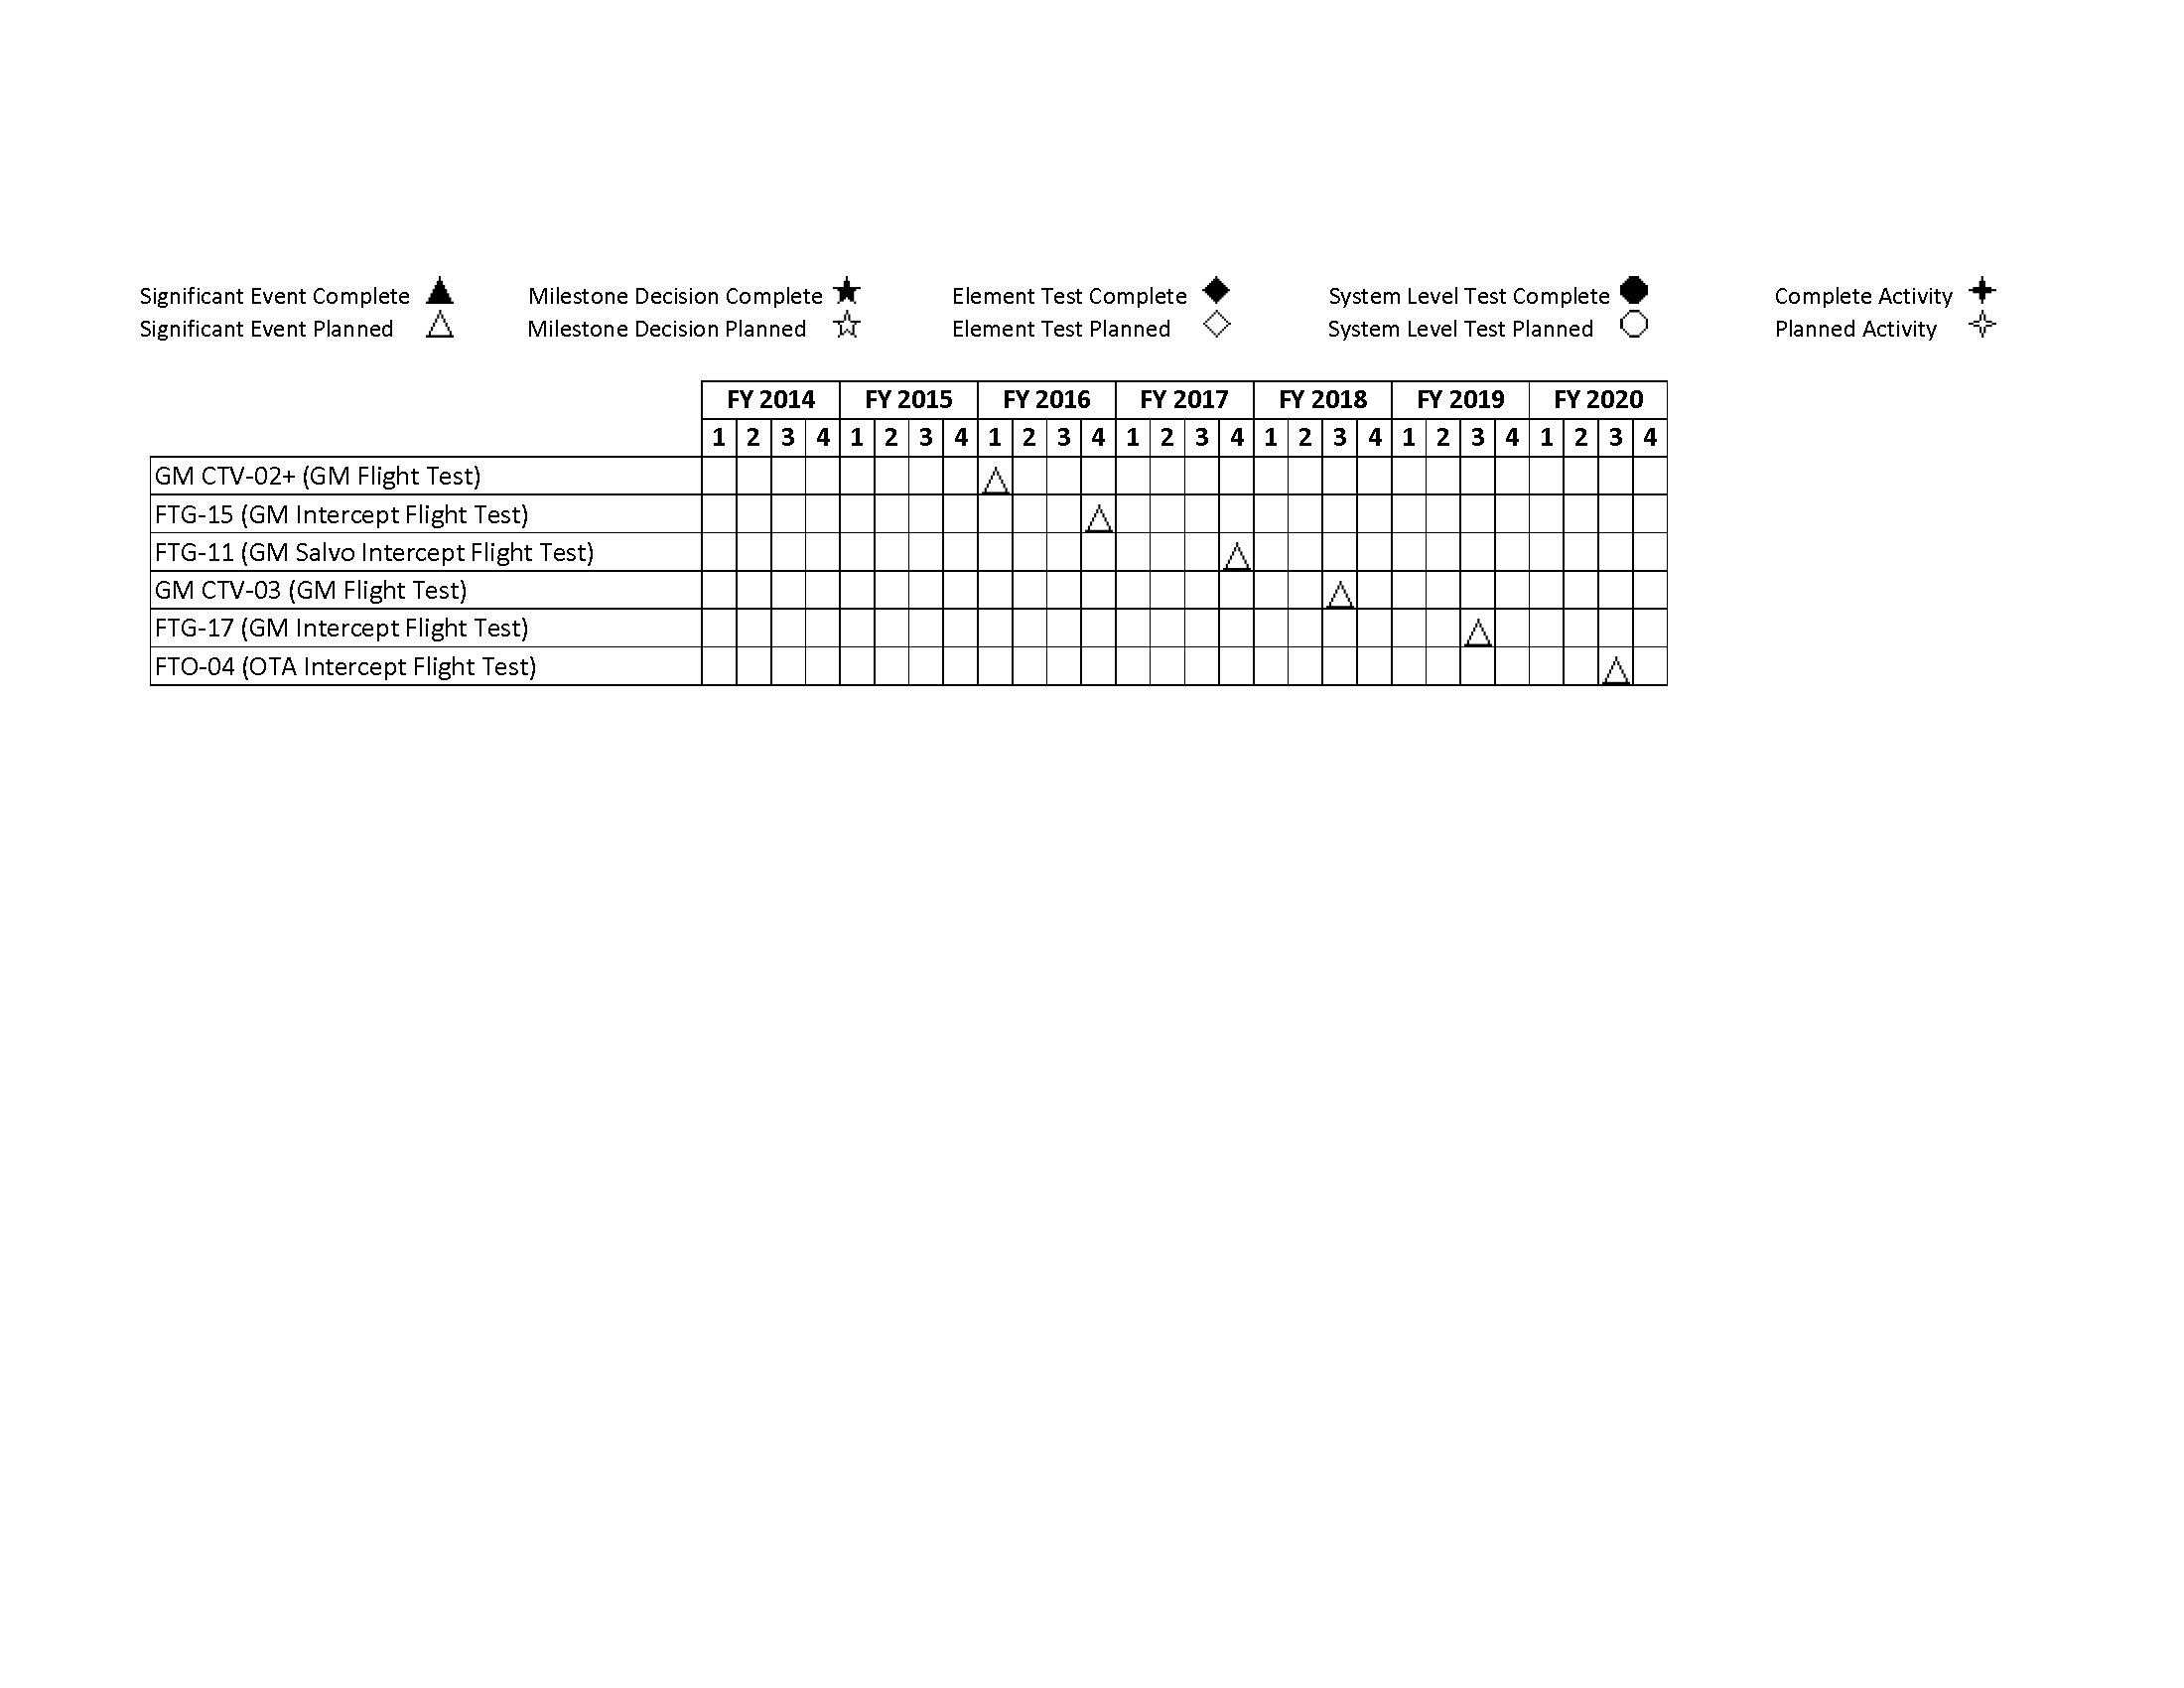 Significant Event Complete Milestone Decision Complete Element Test Complete System Level Test Complete Complete Activity
Significant Event Planned Milestone Decision Planned Element Test Planned System Level Test Planned Planned Activity
FY 2014 FY 2015 FY 2016 FY 2017 FY 2018 FY 2019 FY 2020
1 2 3 4 1 2 3 4 1 2 3 4 1 2 3 4 1 2 3 4 1 2 3 4 1 2 3 4
GM CTV-02+ (GM Flight Test)
FTG-15 (GM Intercept Flight Test)
FTG-11 (GM Salvo Intercept Flight Test)
GM CTV-03 (GM Flight Test)
FTG-17 (GM Intercept Flight Test)
FTO-04 (OTA Intercept Flight Test)